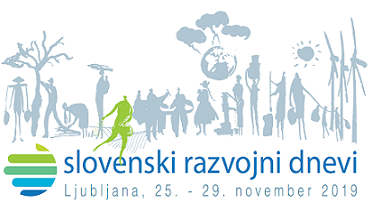 slovenski razvojni dnevi
Ljubljana, 25. - 29. november 2019